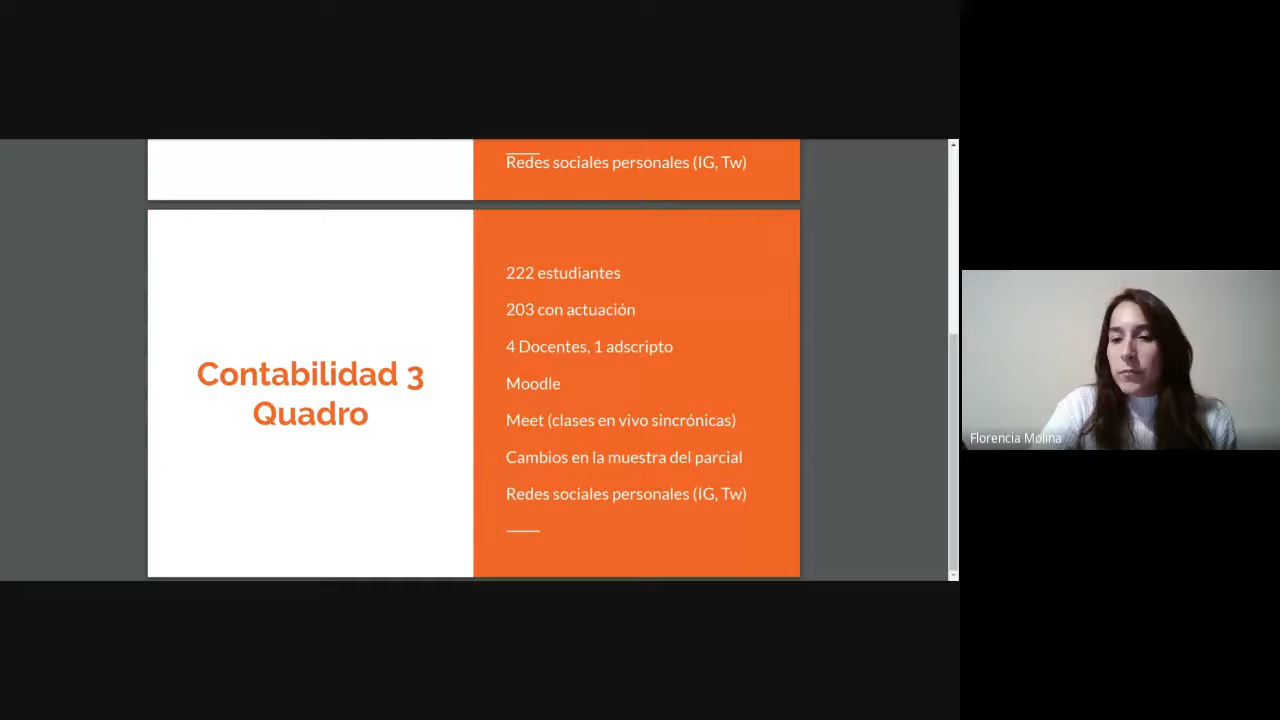 Redes sociales personales (IG, Tw)
Contabilidad 3
Quadro
222 estudiantes
203 con actuación
4 Docentes, 1 adscripto
Moodle
Meet (clases en vivo sincrónicas)
Cambios en la muestra del parcial
Redes sociales personales (IG, Tw)
Florencia Molina